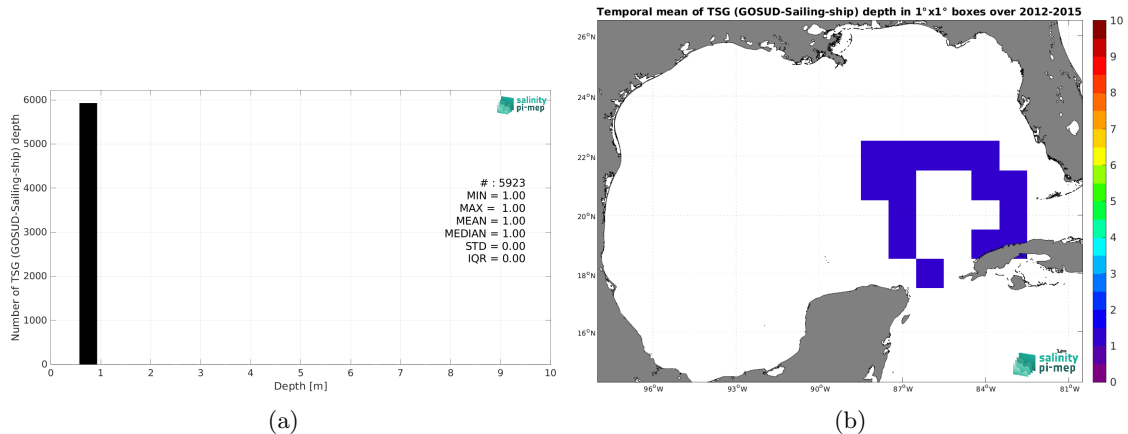 Number of TSG (GOSUD-Sailing-ship) depth
6000
5000
4000
3000
2000
1000
0
0 1 2 3 4 5 6 7 8 9 10
Depth [m]
salinity
pi-mep
# : 5923
MIN = 1.00
MAX = 1.00
MEAN = 1.00
MEDIAN = 1.00
STD = 0.00
IQR = 0.00
(a)
Temporal mean of TSG (GOSUD-Sailing-ship) depth in 1°x1° boxes over 2012-2015
26°N
24°N
22°N
20°N
18°N
16°N
96°W 93°W 90°W 87°W 84°W 81°W
salinity
pi-mep
10
9
8
7
6
5
4
3
2
1
0
(b)